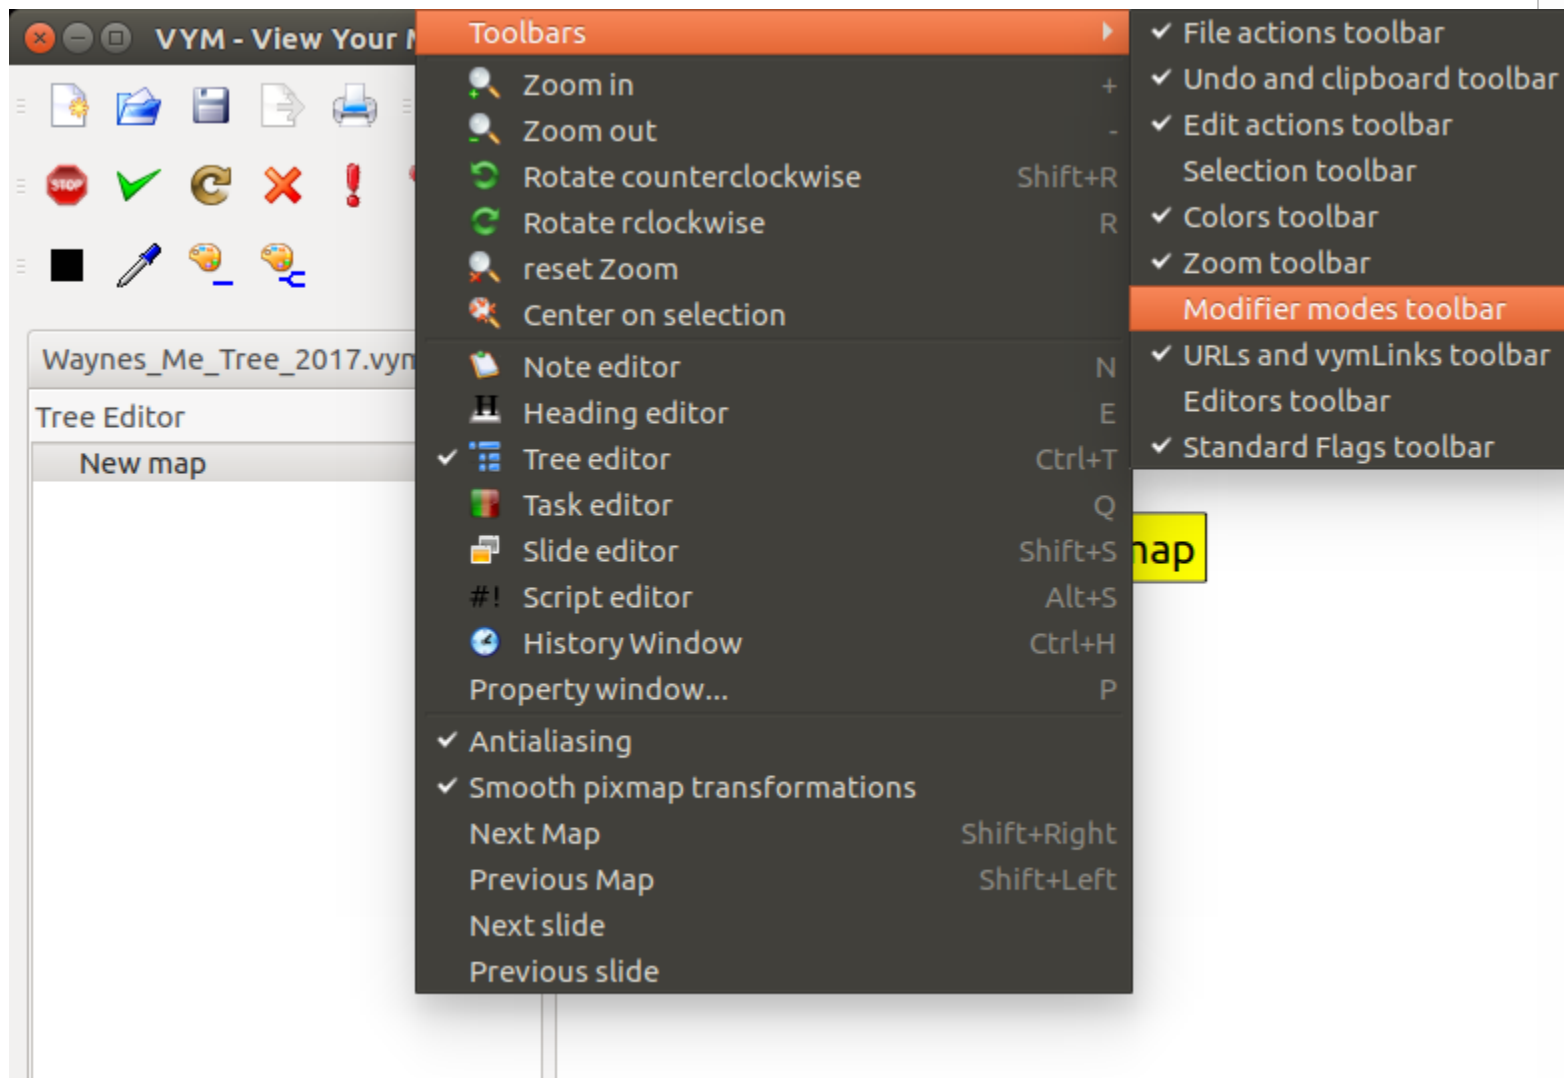 VYM - View Your
STOP
Waynes_Me_Tree_2017.vym
Tree Editor
New map
Toolbars
Zoom in +
Zoom out -
Rotate counterclockwise Shift+R
Rotate rclockwise R
reset Zoom
Center on selection
Note editor N
H Heading editor E
Tree editor Ctrl+T
Task editor Q
Slide editor Shift+S
#! Script editor Alt+S
History Window Ctrl+H
Property window... P
Antialiasing
Smooth pixmap transformations
Next Map Shift+Right
Previous Map Shift+Left
Next slide
Previous slide
File actions toolbar
Undo and clipboard toolbar
Edit actions toolbar
Selection toolbar
Colors toolbar
Zoom toolbar
Modifier modes toolbar
URLs and vymLinks toolbar
Editors toolbar
Standard Flags toolbar
map